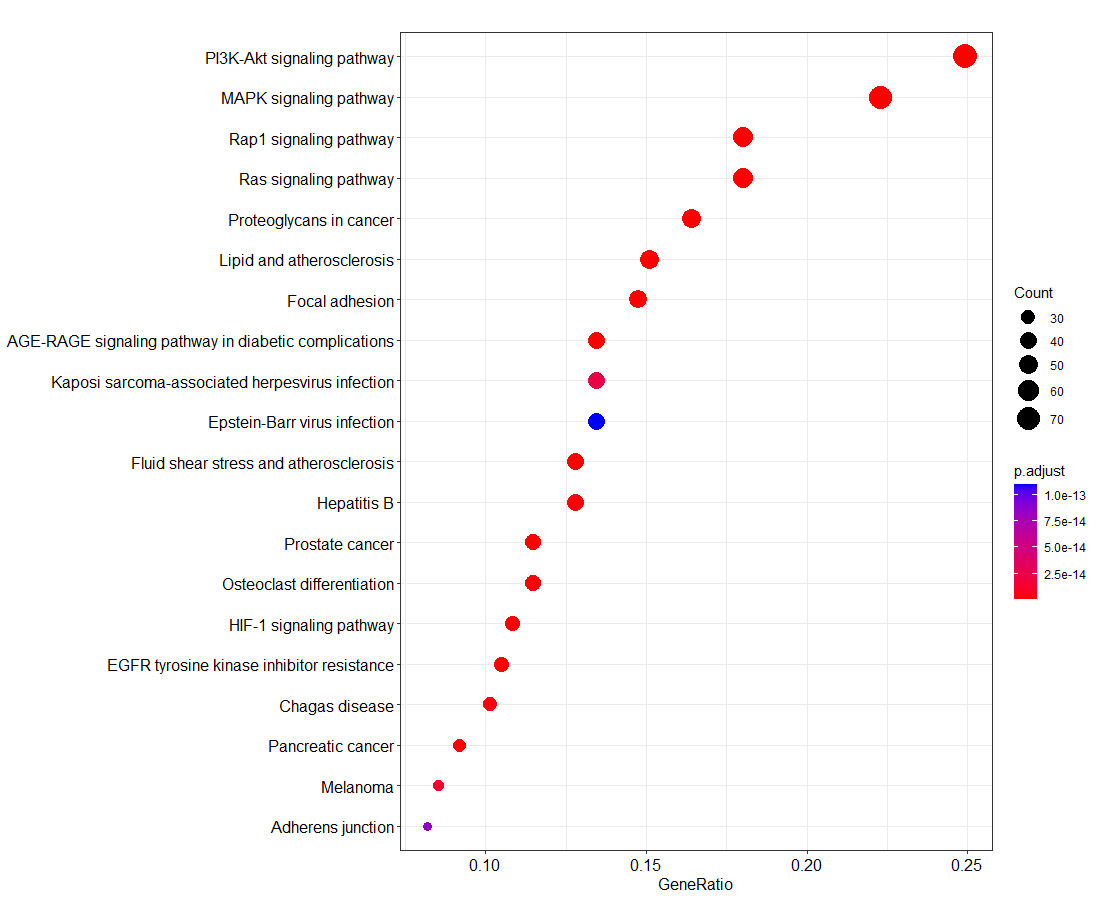 PI3K-Akt signaling pathway
MAPK signaling pathway
Rap1 signaling pathway
Ras signaling pathway
Proteoglycans in cancer
Lipid and atherosclerosis
Focal adhesion
AGE-RAGE signaling pathway in diabetic complications
Kaposi sarcoma-associated herpesvirus infection
Epstein-Barr virus infection
Fluid shear stress and atherosclerosis
Hepatitis B
Prostate cancer
Osteoclast differentiation
HIF-1 signaling pathway
EGFR tyrosine kinase inhibitor resistance
Chagas disease
Pancreatic cancer
Melanoma
Adherens junction
0.10 0.15 0.20 0.25
GeneRatio
Count
30
40
50
60
70
p.adjust
1.0e-13
7.5e-14
5.0e-14
2.5e-14